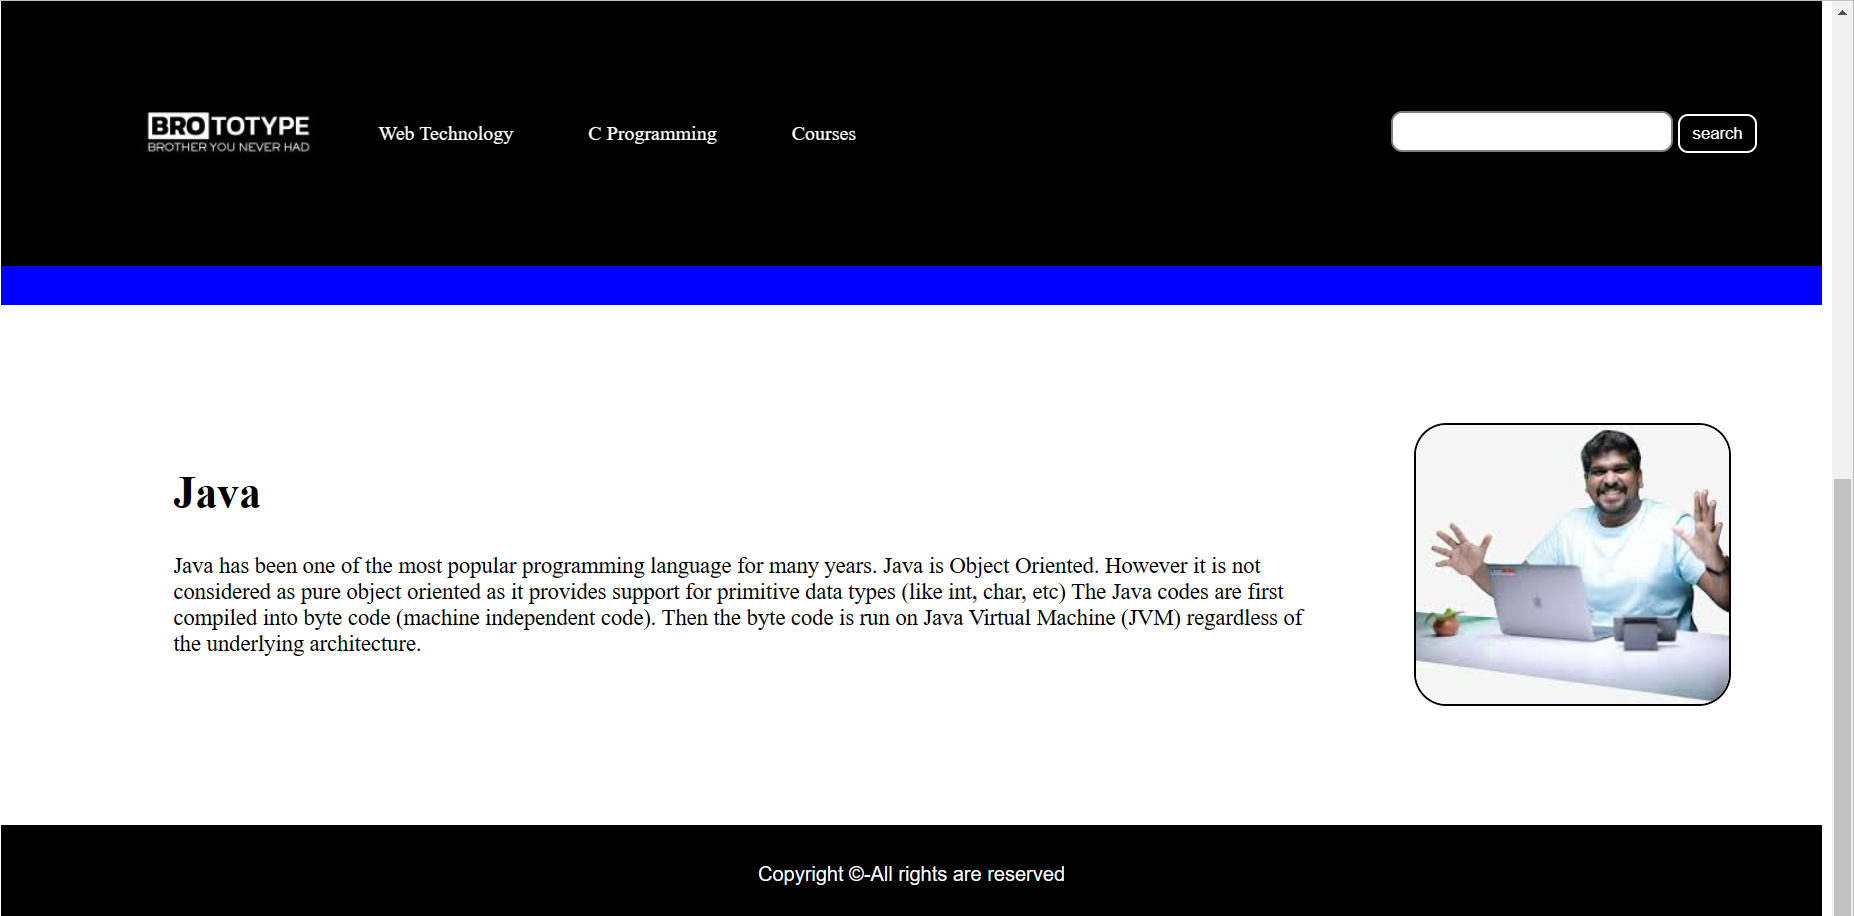 BROTOTYPE
BROTHER YOU NEVER HAD
Web Technology
C Programming
Courses
search
Java
Java has been one of the most popular programming language for many years. Java is Object Oriented. However it is not
considered as pure object oriented as it provides support for primitive data types (like int, char, etc) The Java codes are first
compiled into byte code (machine independent code). Then the byte code is run on Java Virtual Machine (JVM) regardless of
the underlying architecture.
Copyright ©-All rights are reserved